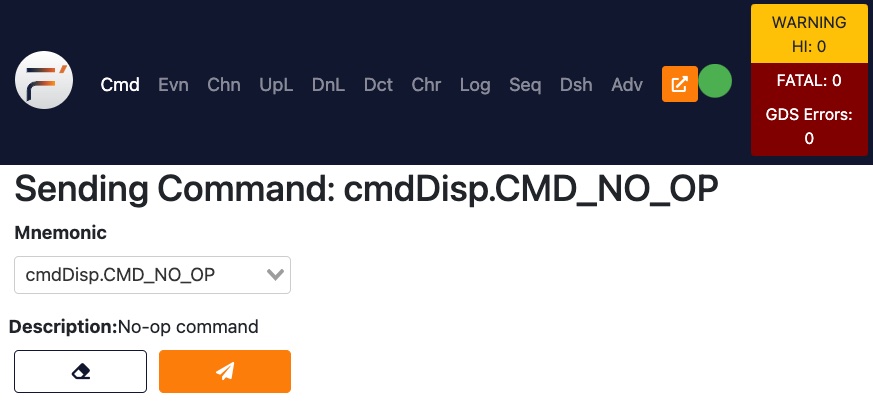 Cmd Evn Chn UpL DnL Dct Chr Log Seq Dsh Adv
WARNING
HI: 0
FATAL: 0
GDS Errors:
0
Sending Command: cmdDisp.CMD_NO_OP
Mnemonic
cmdDisp.CMD_NO_OP
Description:No-op command